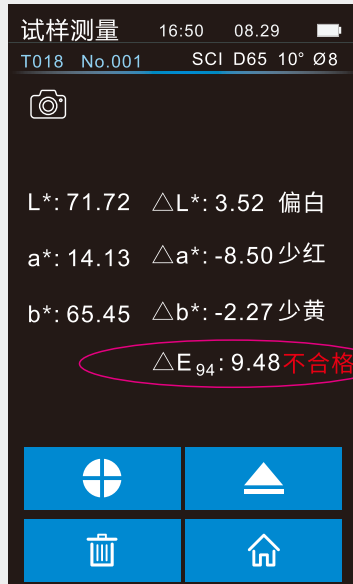 试样测量 16:50 08.29
T018 No.001 SCI D65 10° Ø8
L*: 71.72 △L*: 3.52 偏白
a*: 14.13 △a*: -8.50 少红
b*: 65.45 △b*: -2.27 少黄
△E94: 9.48 不合格